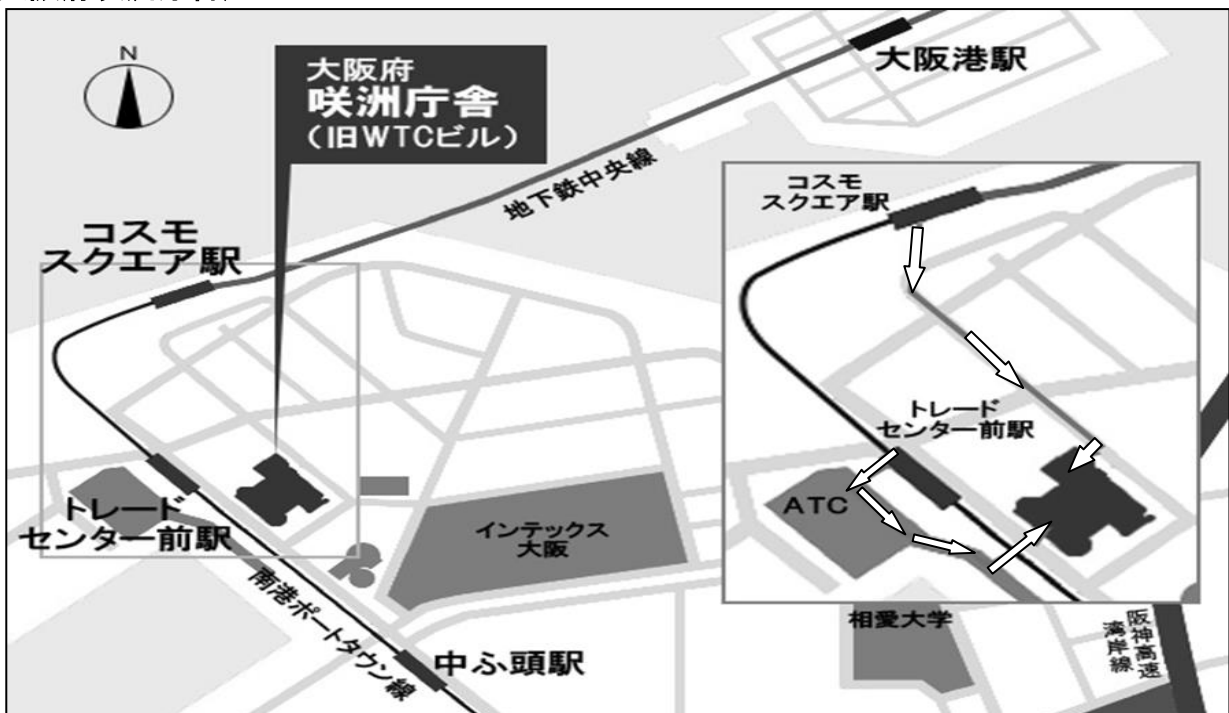 N
大阪府
咲洲庁舎
(旧WTCビル)
大阪港駅
地下鉄中央線
コスモ
スクエア駅
トレード
センター前駅
インテックス
大阪
南港ポートタウン線
中ふ頭駅
コスモ
スクエア駅
トレード
センター前駅
ATC
相愛大学
阪神高速
湾岸線